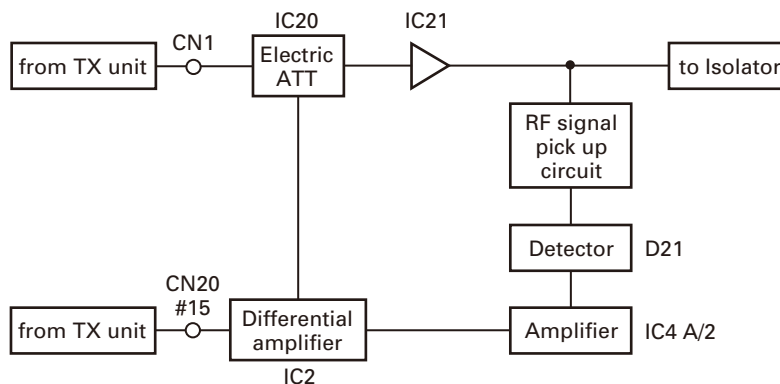 IC20
IC21
from TX unit
CN1
Electric
ATT
to Isolator
RF signal
pick up
circuit
Detector
D21
from TX unit
CN20
#15
Differential
amplifier
IC2
Amplifier
IC4 A/2